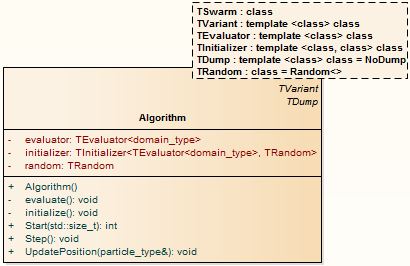 TSwarm : class
TVariant : template <class> class
TEvaluator : template <class> class
TInitializer : template <class, class> class
TDump : template <class> class = NoDump
TRandom : class = Random<>
TVariant
TDump
Algorithm
- evaluator: TEvaluator<domain_type>
- initializer: TInitializer<TEvaluator<domain_type>, TRandom>
- random: TRandom
+ Algorithm()
- evaluate(): void
- initialize(): void
+ Start(std::size_t): int
+ Step(): void
+ UpdatePosition(particle_type&): void